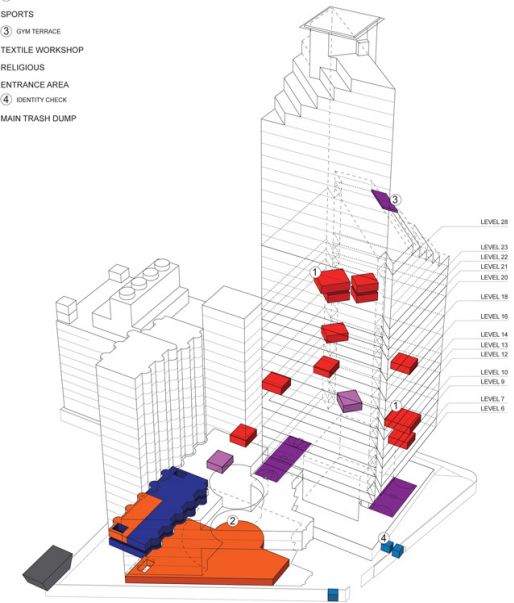 SPORTS
3 GYM TERRACE
TEXTILE WORKSHOP
RELIGIOUS
ENTRANCE AREA
4 IDENTITY CHECK
MAIN TRASH DUMP
3
LEVEL 28
LEVEL 23
LEVEL 22
LEVEL 21
LEVEL 20
1
LEVEL 18
LEVEL 16
LEVEL 14
LEVEL 13
LEVEL 12
LEVEL 10
LEVEL 9
LEVEL 7
LEVEL 6
1
2
4